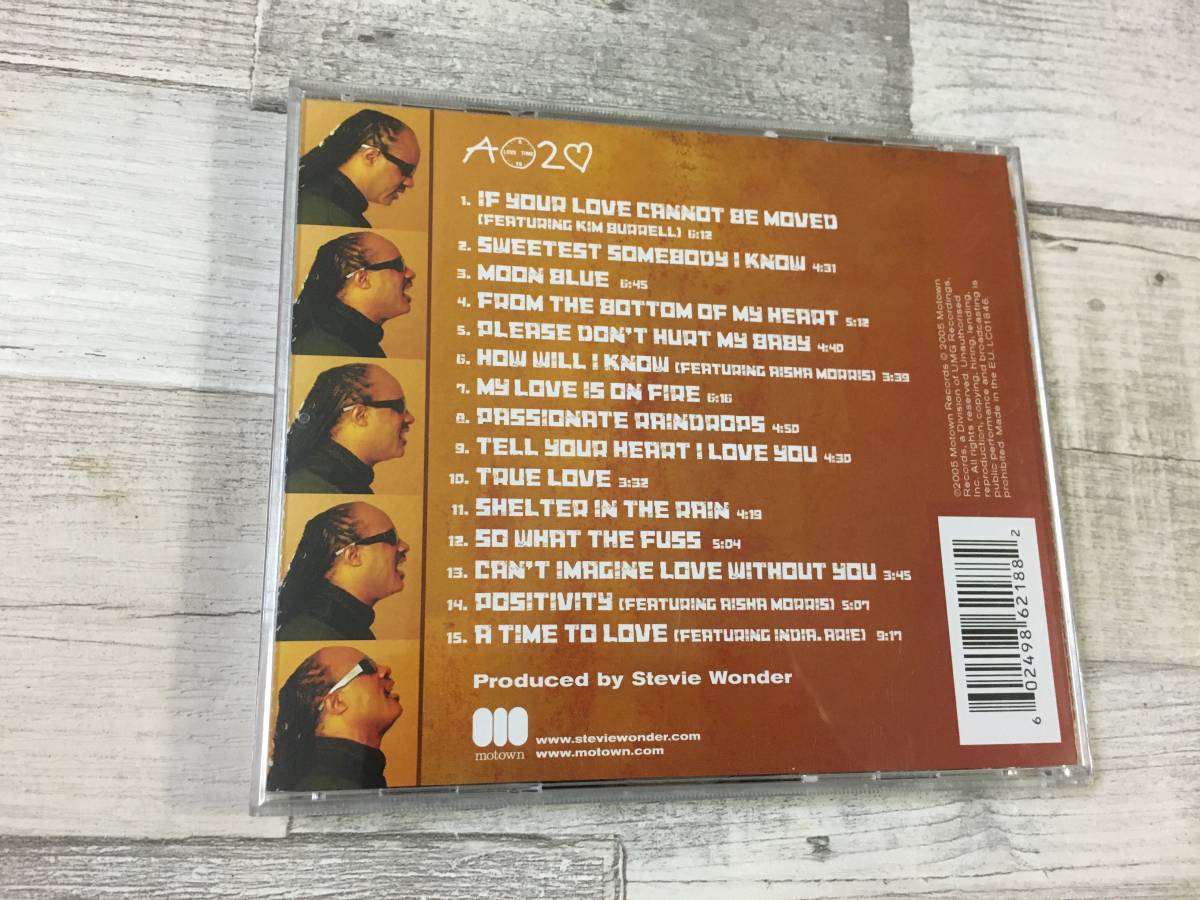 A LOVE TIME TO 2♡
1. IF YOUR LOVE CANNOT BE MOVED
(FEATURING KIM BURRELL) 6:12
2. SWEETEST SOMEBODY I KNOW 4:31
3. MOON BLUE 6:45
4. FROM THE BOTTOM OF MY HEART 5:12
5. PLEASE DON'T HURT MY BABY 4:40
6. HOW WILL I KNOW (FEATURING AISHA MORRIS) 3:39
7. MY LOVE IS ON FIRE 6:16
8. PASSIONATE RAINDROPS 4:50
9. TELL YOUR HEART I LOVE YOU 4:30
10. TRUE LOVE 3:32
11. SHELTER IN THE RAIN 4:19
12. SO WHAT THE FUSS 5:04
13. CAN'T IMAGINE LOVE WITHOUT YOU 3:45
14. POSITIVITY (FEATURING AISHA MORRIS) 5:07
15. A TIME TO LOVE (FEATURING INDIA.ARIE) 9:17
Produced by Stevie Wonder
motown
www.steviewonder.com
www.motown.com
℗2005 Motown Records © 2005 Motown
Records, a Division of UMG Recordings,
Inc. All rights reserved. Unauthorised
reproduction, copying, hiring, lending,
public performance and broadcasting is
prohibited. Made in the EU. LC01846.
6 02498 62188 2